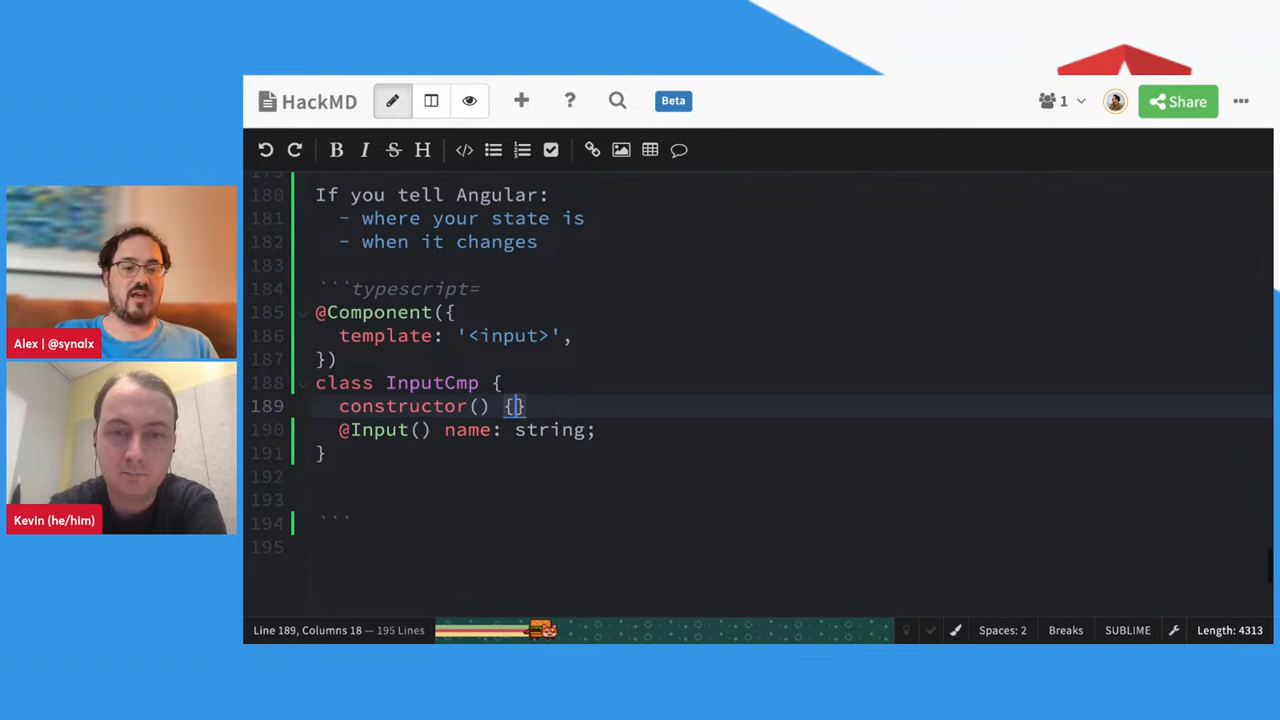 HackMD
Beta
1
Share
179
180 If you tell Angular:
181 - where your state is
182 - when it changes
183
184 ```typescript=
185 @Component({
186 template: '<input>',
187 })
188 class InputCmp {
189 constructor() {}
190 @Input() name: string;
191 }
192
193
194 ```
195
Alex | @synalx
Kevin (he/him)
Line 189, Columns 18 — 195 Lines
Spaces: 2
Breaks
SUBLIME
Length: 4313